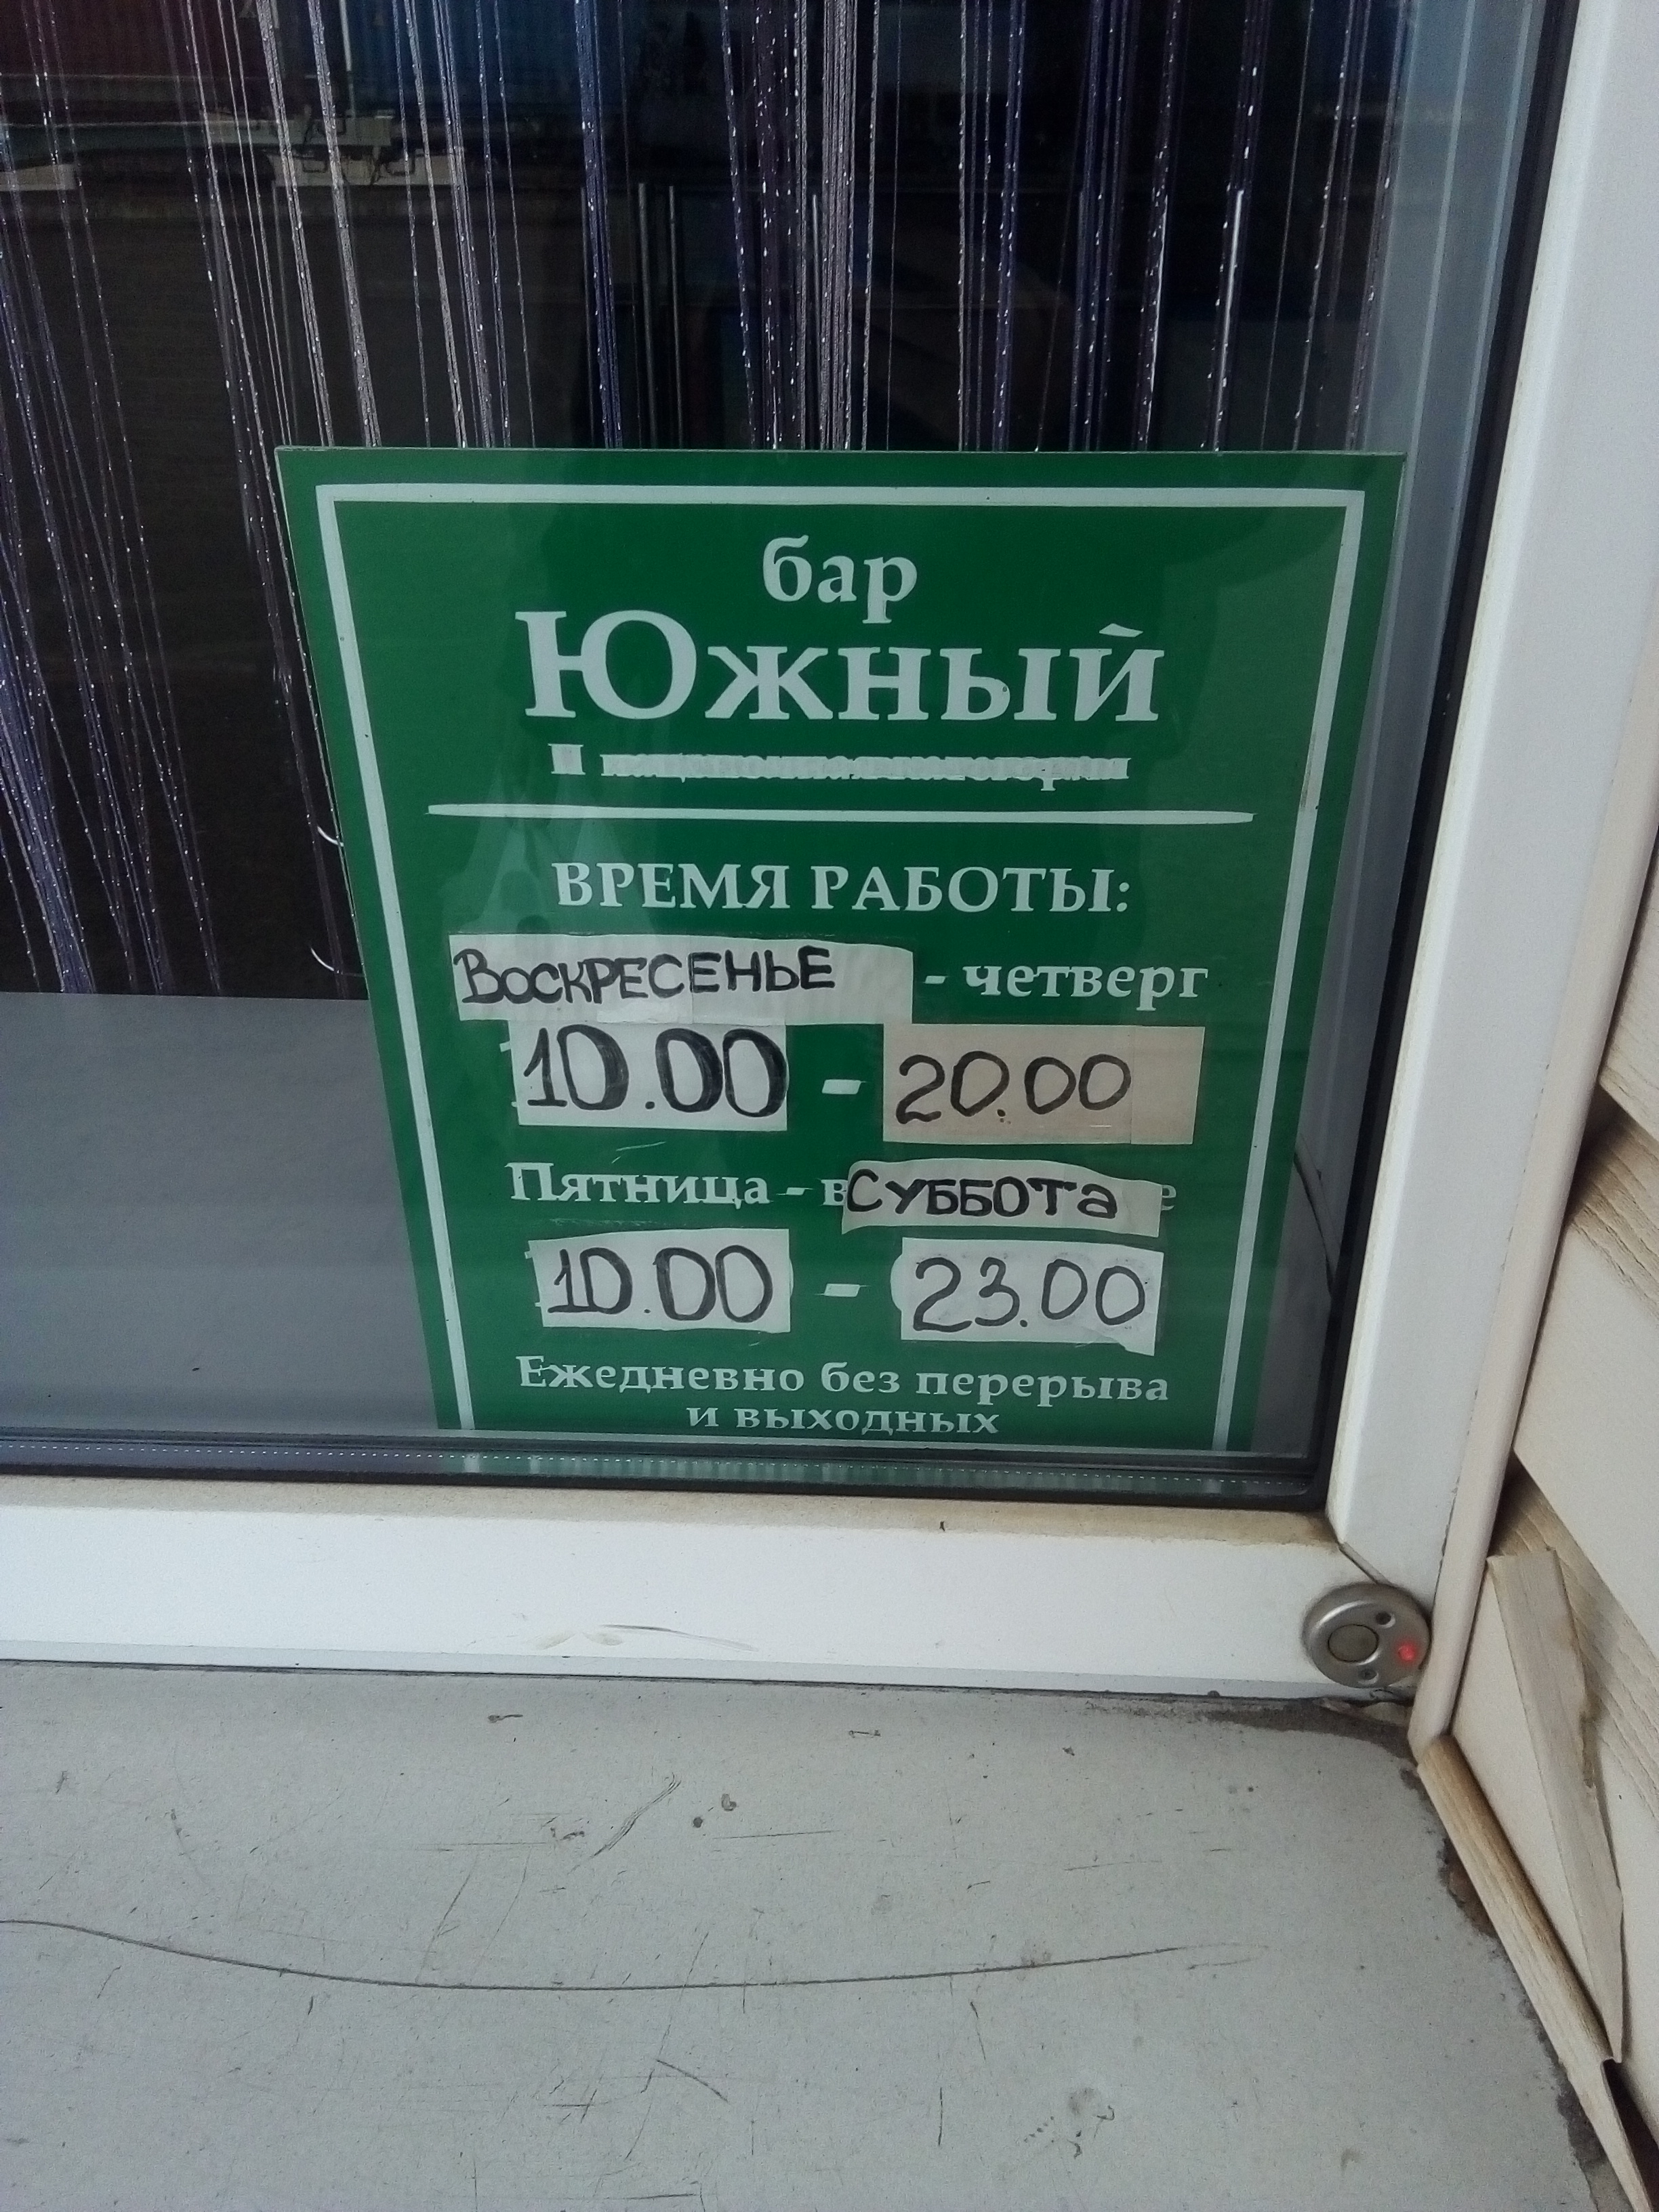 бар
Южный
ВРЕМЯ РАБОТЫ:
ВОСКРЕСЕНЬЕ - четверг
10.00 - 20.00
Пятница - в СУББОТа е
10.00 - 23.00
Ежедневно без перерыва
и выходных